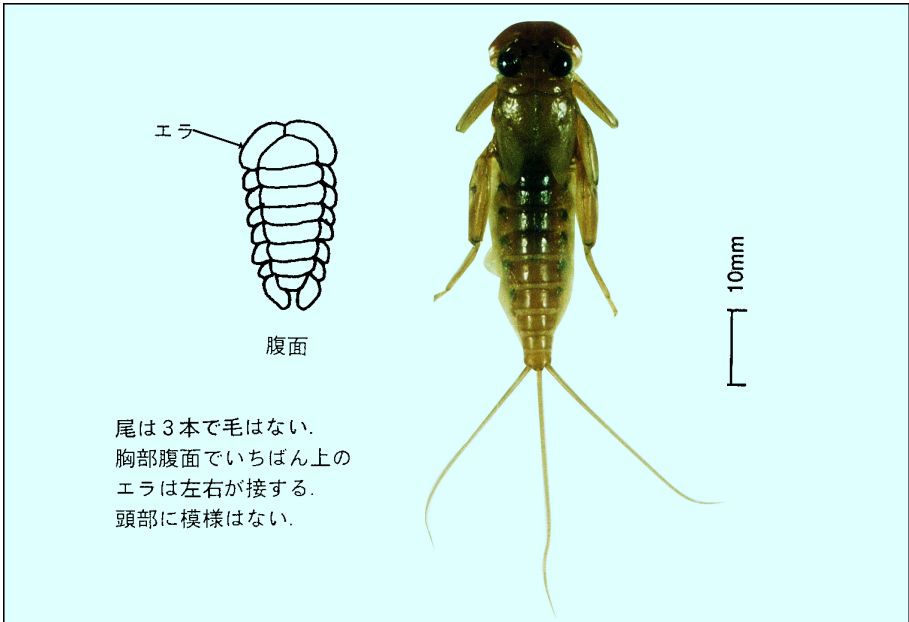 エラ
腹面
10mm
尾は3本で毛はない.
胸部腹面でいちばん上の
エラは左右が接する.
頭部に模様はない.